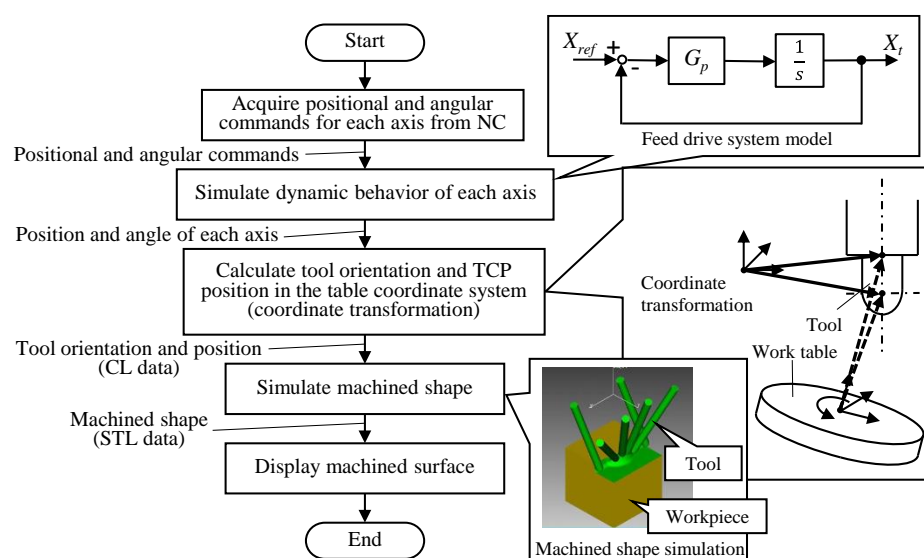 Start
Acquire positional and angular
commands for each axis from NC
Positional and angular commands
Simulate dynamic behavior of each axis
Position and angle of each axis
Calculate tool orientation and TCP
position in the table coordinate system
(coordinate transformation)
Tool orientation and position
(CL data)
Simulate machined shape
Machined shape
(STL data)
Display machined surface
End
X_ref
+
-
G_p
1
s
X_t
Feed drive system model
Coordinate
transformation
Tool
Work table
Tool
Workpiece
Machined shape simulation